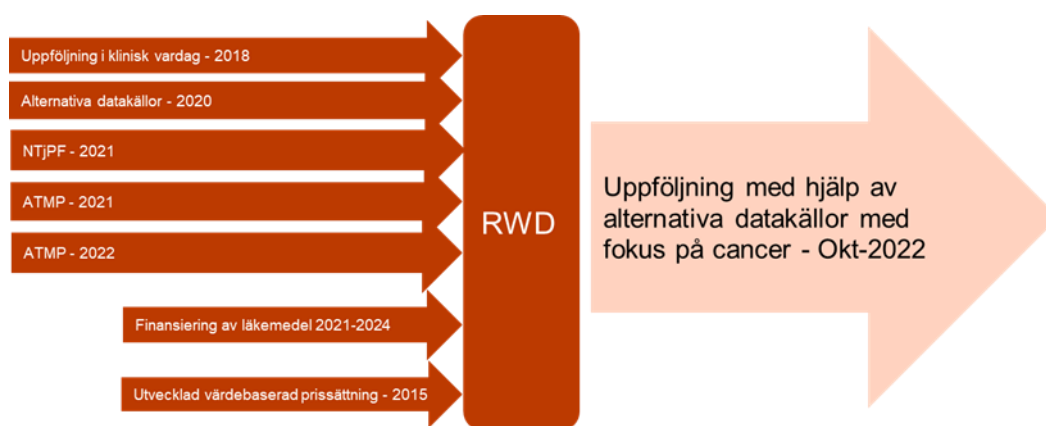 Uppföljning i klinisk vardag - 2018
Alternativa datakällor - 2020
NTjPF - 2021
ATMP - 2021
ATMP - 2022
Finansiering av läkemedel 2021-2024
Utvecklad värdebaserad prissättning - 2015
RWD
Uppföljning med hjälp av
alternativa datakällor med
fokus på cancer - Okt-2022